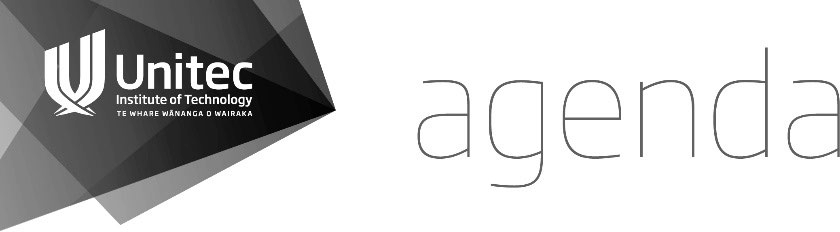 Unitec
Institute of Technology
TE WHARE WĀNANGA O WAIRAKA
agenda